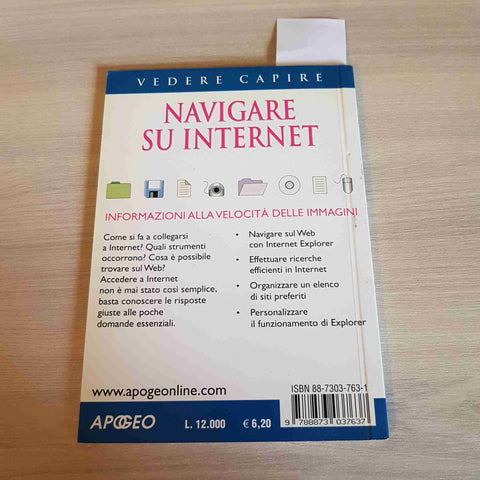 VEDERE CAPIRE
NAVIGARE
SU INTERNET
INFORMAZIONI ALLA VELOCITÀ DELLE IMMAGINI
Come si fa a collegarsi
a Internet? Quali strumenti
occorrono? Cosa è possibile
trovare sul Web?
Accedere a Internet
non è mai stato così semplice,
basta conoscere le risposte
giuste alle poche
domande essenziali.
• Navigare sul Web
con Internet Explorer
• Effettuare ricerche
efficienti in Internet
• Organizzare un elenco
di siti preferiti
• Personalizzare
il funzionamento di Explorer
www.apogeonline.com
ISBN 88-7303-763-1
9 788873 037637
APOGEO
L. 12.000 € 6,20